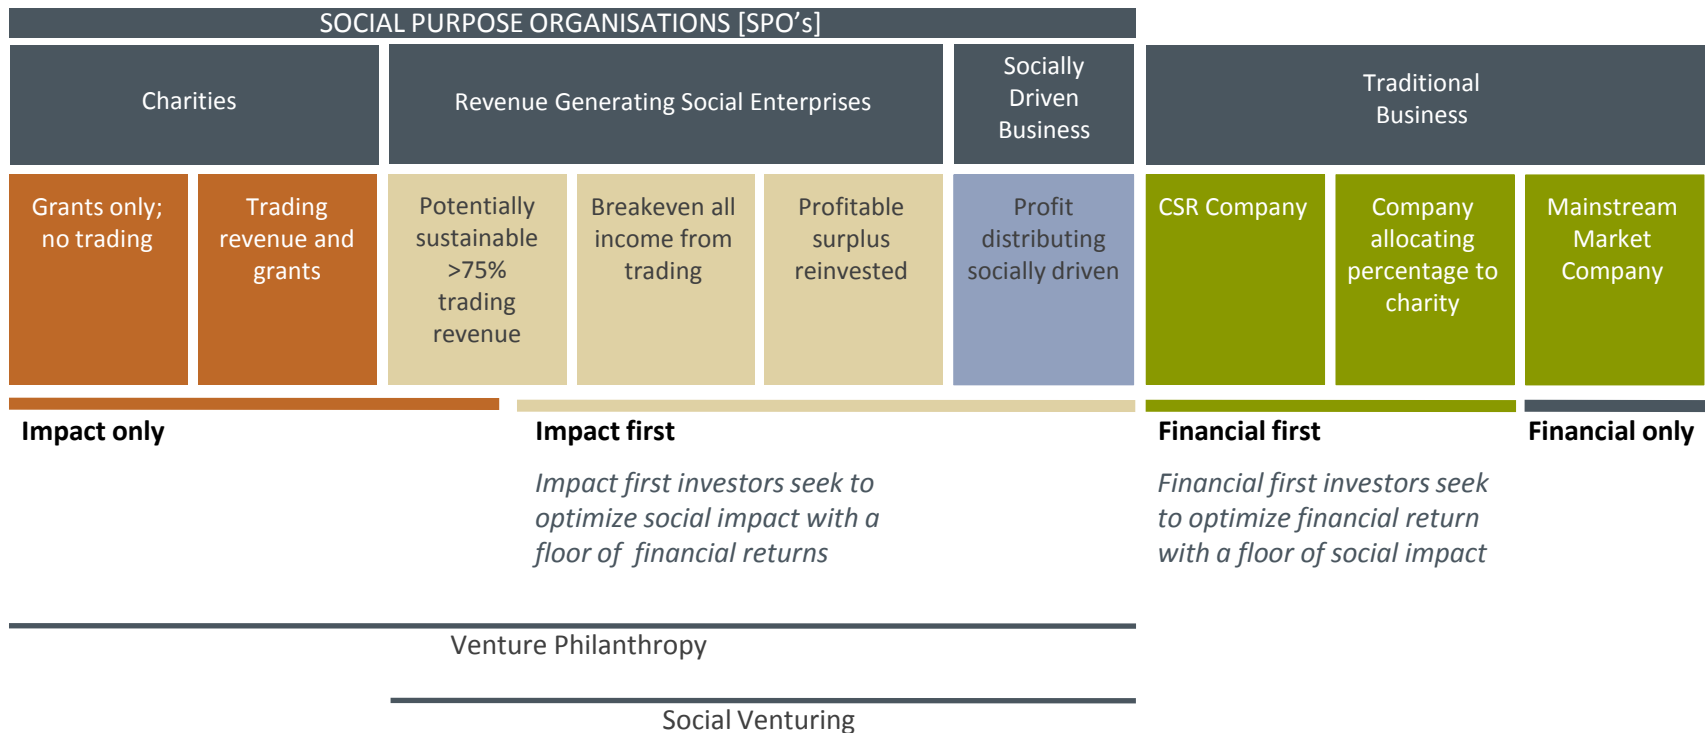 SOCIAL PURPOSE ORGANISATIONS [SPO’s]
Charities
Revenue Generating Social Enterprises
Socially
Driven
Business
Traditional
Business
Grants only;
no trading
Trading
revenue and
grants
Potentially
sustainable
>75%
trading
revenue
Breakeven all
income from
trading
Profitable
surplus
reinvested
Profit
distributing
socially driven
CSR Company
Company
allocating
percentage to
charity
Mainstream
Market
Company
Impact only
Impact first
Impact first investors seek to
optimize social impact with a
floor of financial returns
Financial first
Financial first investors seek
to optimize financial return
with a floor of social impact
Financial only
Venture Philanthropy
Social Venturing